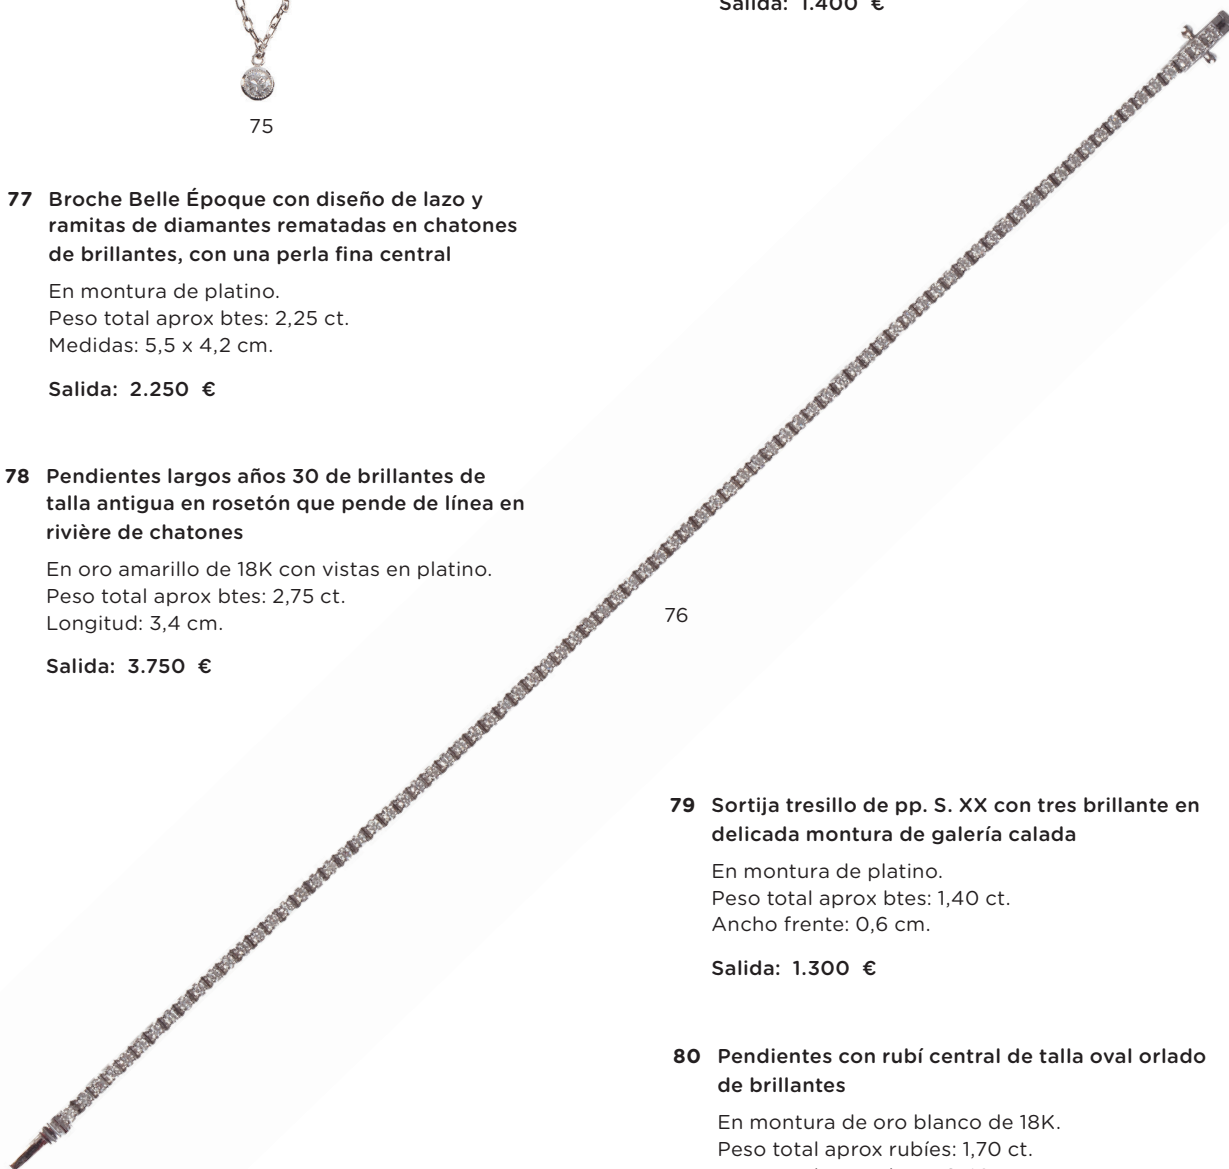 Salida: 1.400 €
75
77 Broche Belle Époque con diseño de lazo y
ramitas de diamantes rematadas en chatones
de brillantes, con una perla fina central
En montura de platino.
Peso total aprox btes: 2,25 ct.
Medidas: 5,5 x 4,2 cm.
Salida: 2.250 €
78 Pendientes largos años 30 de brillantes de
talla antigua en rosetón que pende de línea en
rivière de chatones
En oro amarillo de 18K con vistas en platino.
Peso total aprox btes: 2,75 ct.
Longitud: 3,4 cm.
Salida: 3.750 €
76
79 Sortija tresillo de pp. S. XX con tres brillante en
delicada montura de galería calada
En montura de platino.
Peso total aprox btes: 1,40 ct.
Ancho frente: 0,6 cm.
Salida: 1.300 €
80 Pendientes con rubí central de talla oval orlado
de brillantes
En montura de oro blanco de 18K.
Peso total aprox rubíes: 1,70 ct.